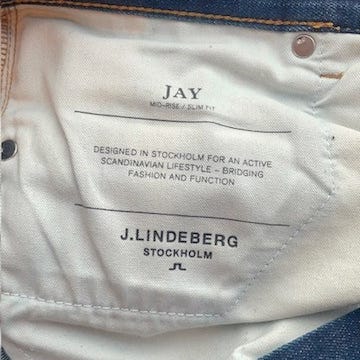 JAY
MID-RISE / SLIM FIT
DESIGNED IN STOCKHOLM FOR AN ACTIVE
SCANDINAVIAN LIFESTYLE – BRIDGING
FASHION AND FUNCTION
J.LINDEBERG
STOCKHOLM